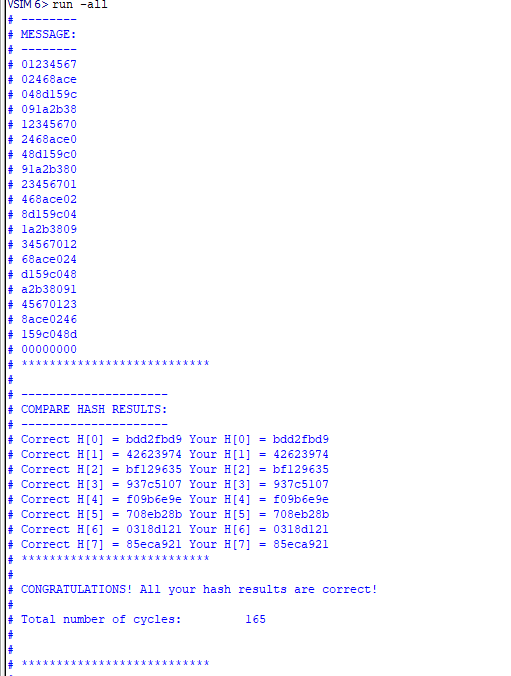 VSIM 6> run -all
# --------
# MESSAGE:
# --------
# 01234567
# 02468ace
# 048d159c
# 091a2b38
# 12345670
# 2468ace0
# 48d159c0
# 91a2b380
# 23456701
# 468ace02
# 8d159c04
# 1a2b3809
# 34567012
# 68ace024
# d159c048
# a2b38091
# 45670123
# 8ace0246
# 159c048d
# 00000000
# ***************************
#
# ---------------------
# COMPARE HASH RESULTS:
# ---------------------
# Correct H[0] = bdd2fbd9 Your H[0] = bdd2fbd9
# Correct H[1] = 42623974 Your H[1] = 42623974
# Correct H[2] = bf129635 Your H[2] = bf129635
# Correct H[3] = 937c5107 Your H[3] = 937c5107
# Correct H[4] = f09b6e9e Your H[4] = f09b6e9e
# Correct H[5] = 708eb28b Your H[5] = 708eb28b
# Correct H[6] = 0318d121 Your H[6] = 0318d121
# Correct H[7] = 85eca921 Your H[7] = 85eca921
# ***************************
#
# CONGRATULATIONS! All your hash results are correct!
#
# Total number of cycles:         165
#
#
# ***************************